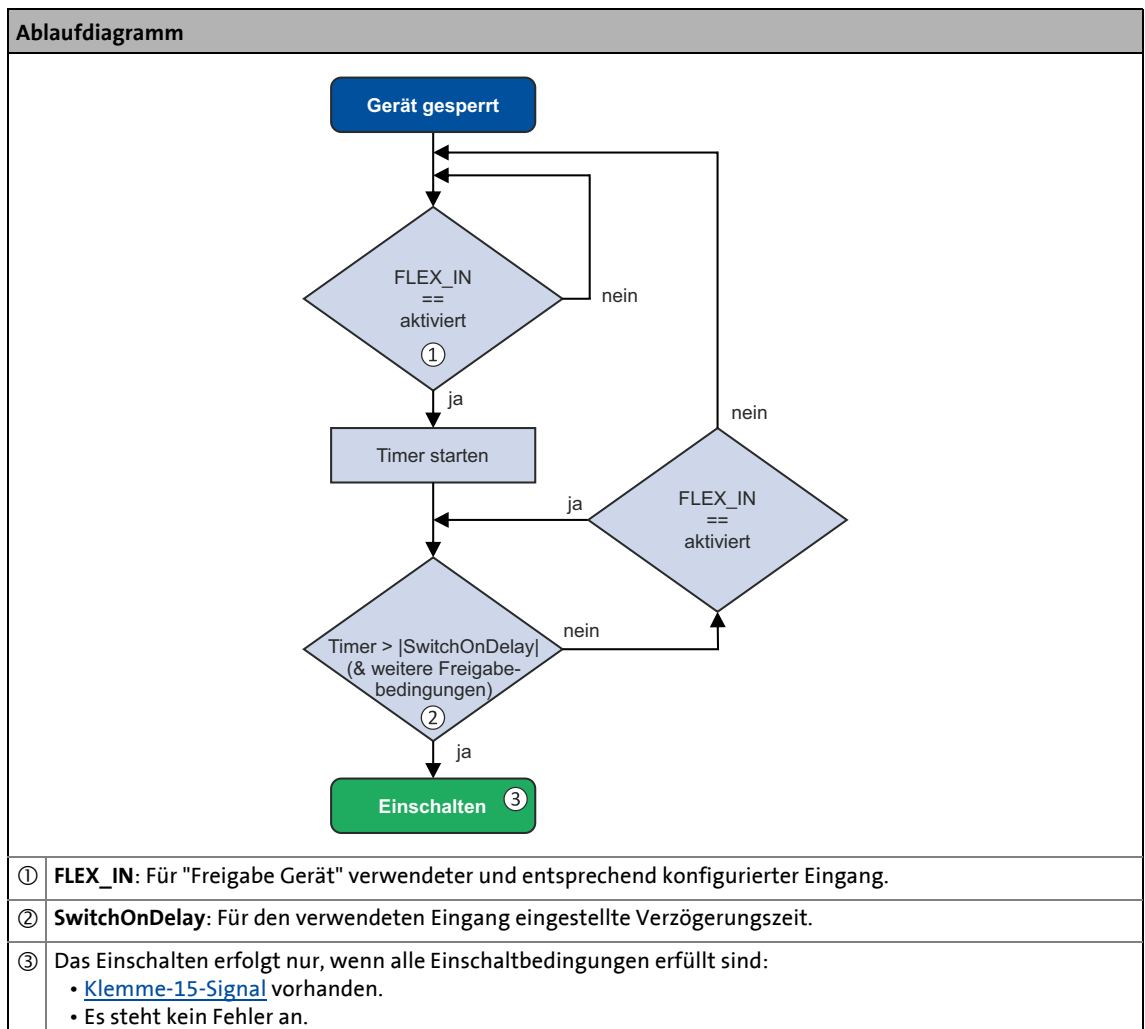 Ablaufdiagramm
Gerät gesperrt
FLEX_IN
==
aktiviert
①
nein
ja
Timer starten
nein
FLEX_IN
==
aktiviert
ja
Timer > |SwitchOnDelay|
(& weitere Freigabe-
bedingungen)
②
nein
ja
Einschalten ③
① FLEX_IN: Für "Freigabe Gerät" verwendeter und entsprechend konfigurierter Eingang.
② SwitchOnDelay: Für den verwendeten Eingang eingestellte Verzögerungszeit.
③ Das Einschalten erfolgt nur, wenn alle Einschaltbedingungen erfüllt sind:
• Klemme-15-Signal vorhanden.
• Es steht kein Fehler an.